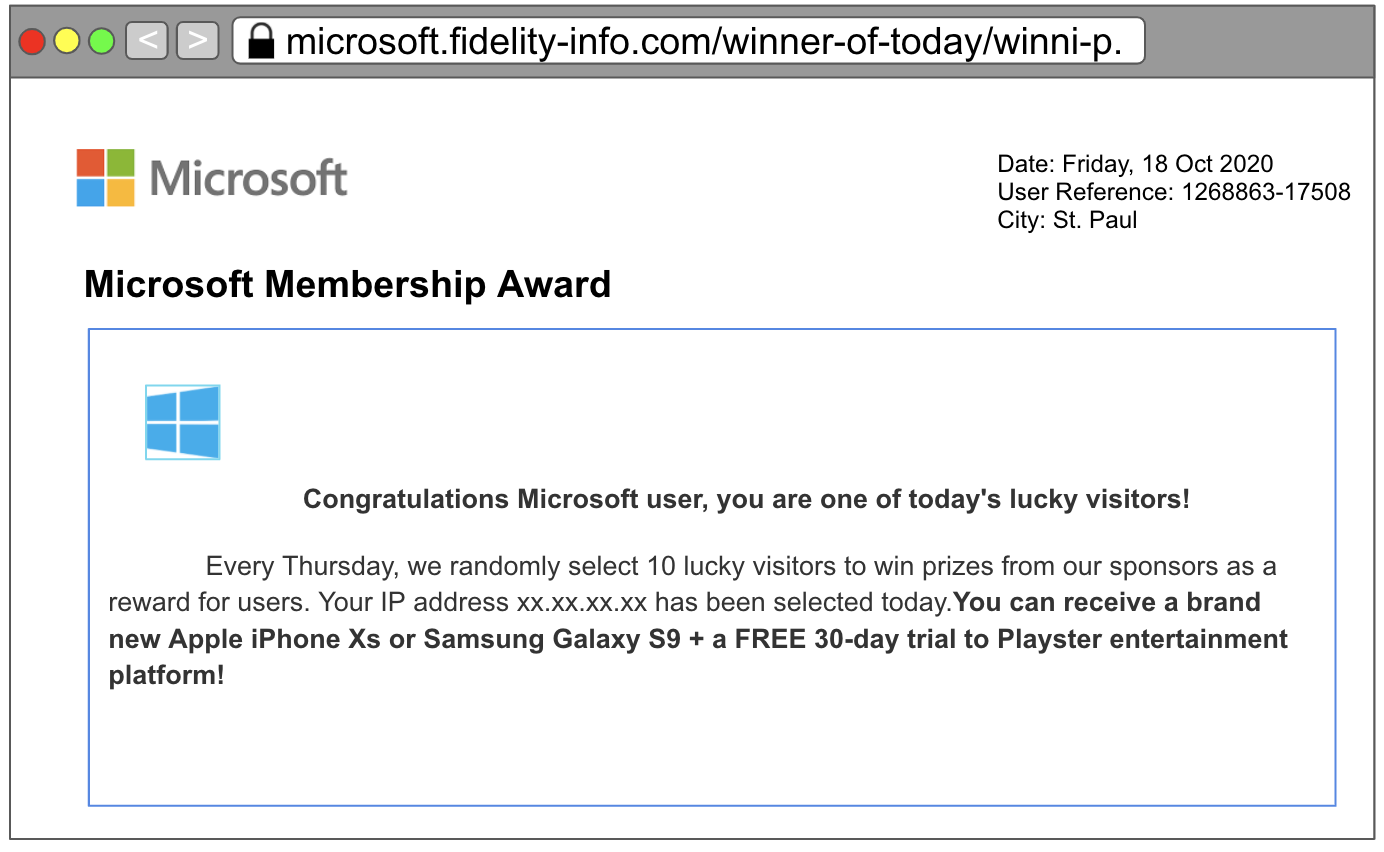 < > microsoft.fidelity-info.com/winner-of-today/winni-p.
Microsoft
Date: Friday, 18 Oct 2020
User Reference: 1268863-17508
City: St. Paul
Microsoft Membership Award
Congratulations Microsoft user, you are one of today's lucky visitors!
Every Thursday, we randomly select 10 lucky visitors to win prizes from our sponsors as a
reward for users. Your IP address xx.xx.xx.xx has been selected today.You can receive a brand
new Apple iPhone Xs or Samsung Galaxy S9 + a FREE 30-day trial to Playster entertainment
platform!